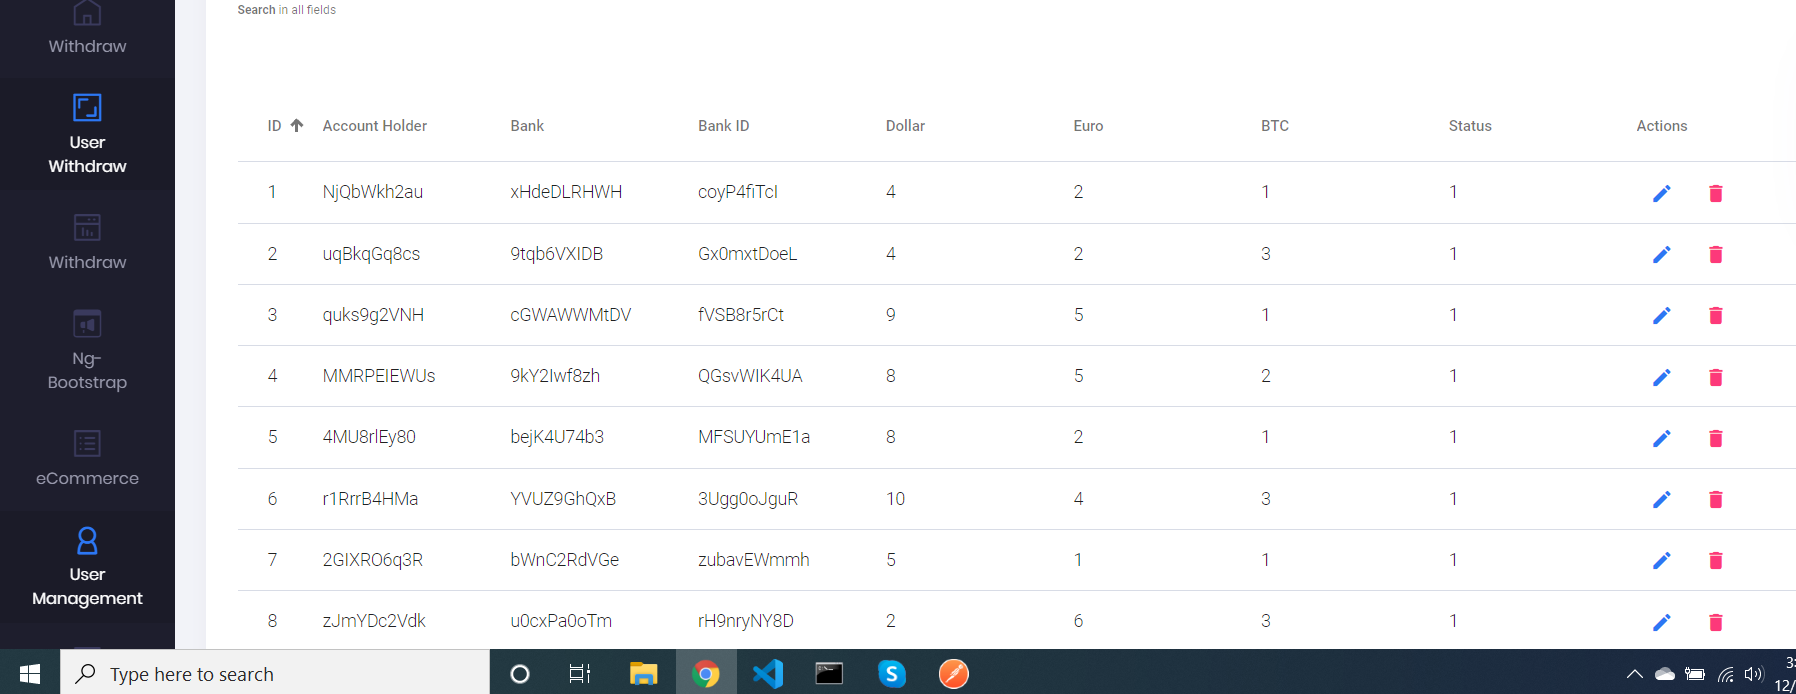 Search in all fields
Withdraw
User
Withdraw
Withdraw
Ng-
Bootstrap
eCommerce
User
Management
ID Account Holder Bank Bank ID Dollar Euro BTC Status Actions
1 NjQbWkh2au xHdeDLRHWH coyP4fiTcI 4 2 1 1
2 uqBkqGq8cs 9tqb6VXIDB Gx0mxtDoeL 4 2 3 1
3 quks9g2VNH cGWAWWMtDV fVSB8r5rCt 9 5 1 1
4 MMRPEIEWUs 9kY2Iwf8zh QGsvWIK4UA 8 5 2 1
5 4MU8rlEy80 bejK4U74b3 MFSUYUmE1a 8 2 1 1
6 r1RrrB4HMa YVUZ9GhQxB 3Ugg0oJguR 10 4 3 1
7 2GIXRO6q3R bWnC2RdVGe zubavEWmmh 5 1 1 1
8 zJmYDc2Vdk u0cxPa0oTm rH9nryNY8D 2 6 3 1
Type here to search
3:
12/